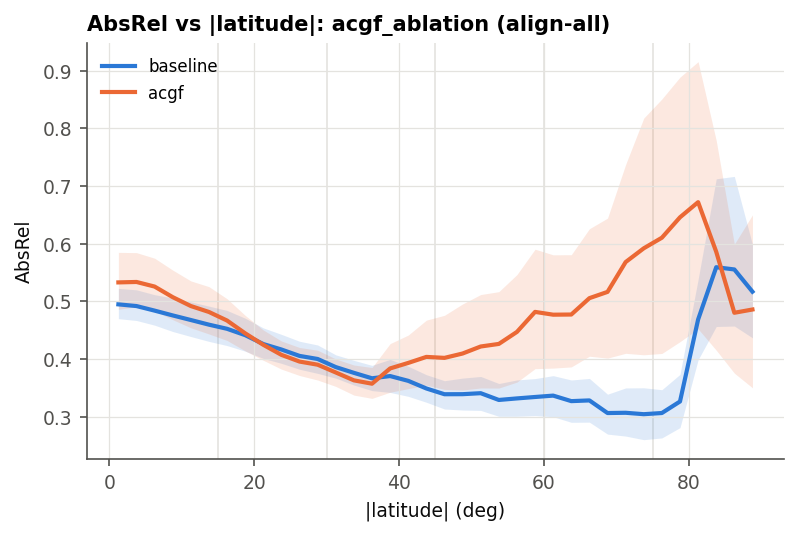 AbsRel vs |latitude|: acgf_ablation (align-all)
baseline
acgf
0.9
0.8
0.7
0.6
0.5
0.4
0.3
AbsRel
0 20 40 60 80
|latitude| (deg)